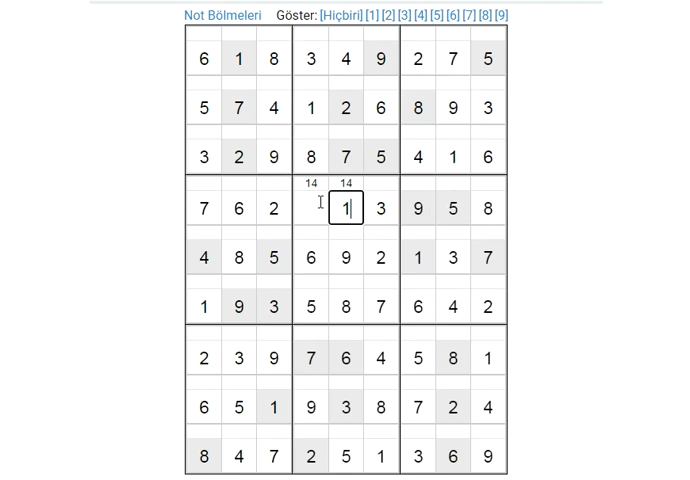 Not Bölmeleri Göster: [Hiçbiri] [1] [2] [3] [4] [5] [6] [7] [8] [9]
6 1 8 3 4 9 2 7 5
5 7 4 1 2 6 8 9 3
3 2 9 8 7 5 4 1 6
14 14
7 6 2 1 3 9 5 8
4 8 5 6 9 2 1 3 7
1 9 3 5 8 7 6 4 2
2 3 9 7 6 4 5 8 1
6 5 1 9 3 8 7 2 4
8 4 7 2 5 1 3 6 9